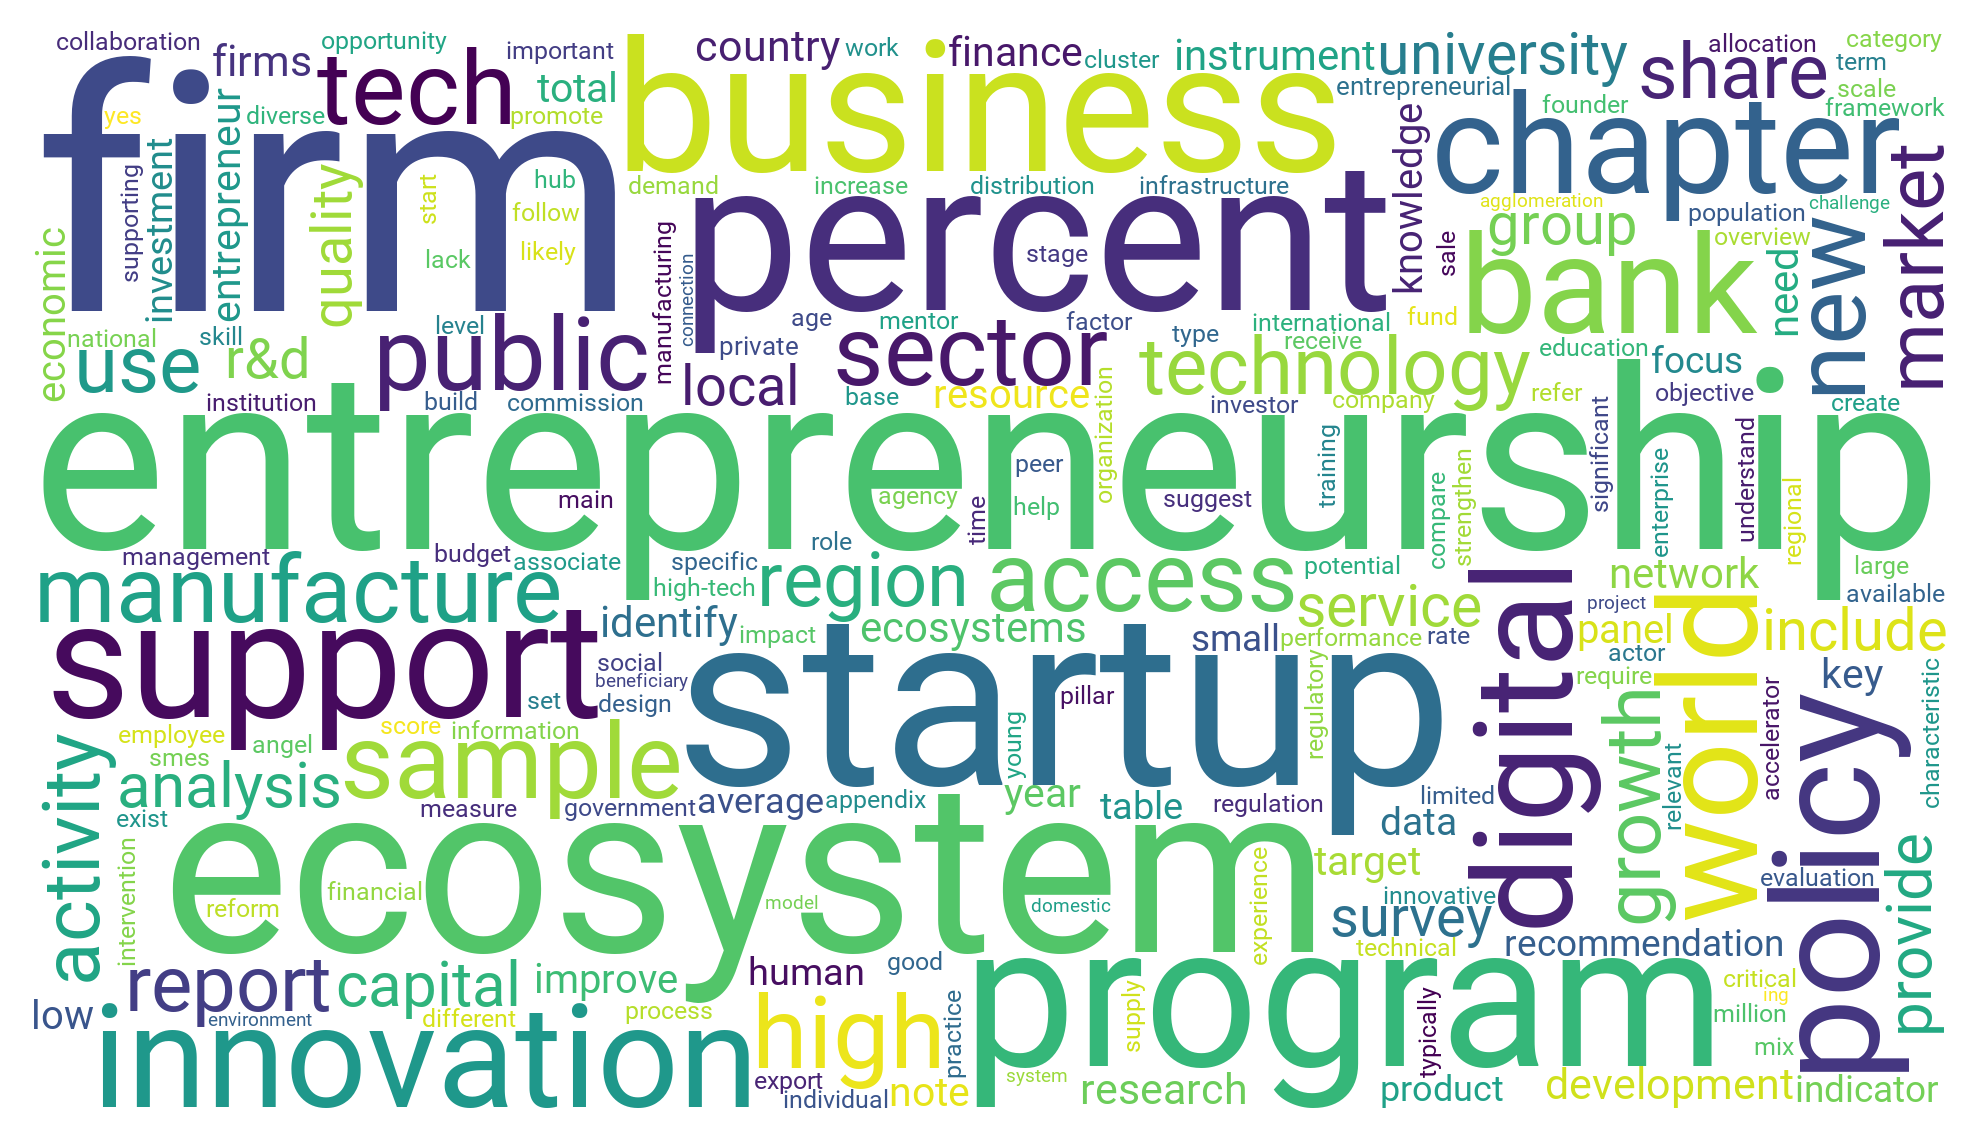 collaboration
firms
opportunity
tech
important
total
business
country
work
finance
cluster
instrument
university
entrepreneurial
share
allocation
category
term
scale
framework
founder
firm
yes
diverse
promote
chapter
entrepreneur
investment
supporting
quality
start
hub
follow
likely
lack
demand
increase
distribution
infrastructure
knowledge
percent
stage
sale
agglomeration
group
population
challenge
overview
market
new
need
bank
economic
national
skill
level
manufacturing
connection
age
mentor
factor
type
international
receive
fund
use
r&d
public
private
sector
technology
education
focus
local
institution
build
commission
base
resource
organization
investor
company
refer
objective
create
entrepreneurship
main
peer
agency
help
time
suggest
training
compare
strengthen
significant
enterprise
understand
regional
management
budget
associate
specific
role
high-tech
region
access
potential
service
network
large
available
manufacture
support
identify
impact
ecosystems
small
performance
rate
project
panel
include
social
beneficiary
set
design
startup
pillar
regulatory
digital
actor
require
world
key
characteristic
employee
smes
angel
score
information
sample
young
growth
relevant
accelerator
policy
activity
analysis
measure
government
average
appendix
year
table
regulation
limited
data
exist
intervention
ecosystem
reform
financial
model
domestic
experience
target
innovative
survey
technical
evaluation
provide
recommendation
report
capital
improve
human
good
program
critical
ing
low
environment
different
process
innovation
high
practice
supply
typically
million
mix
export
individual
note
system
research
product
development
indicator